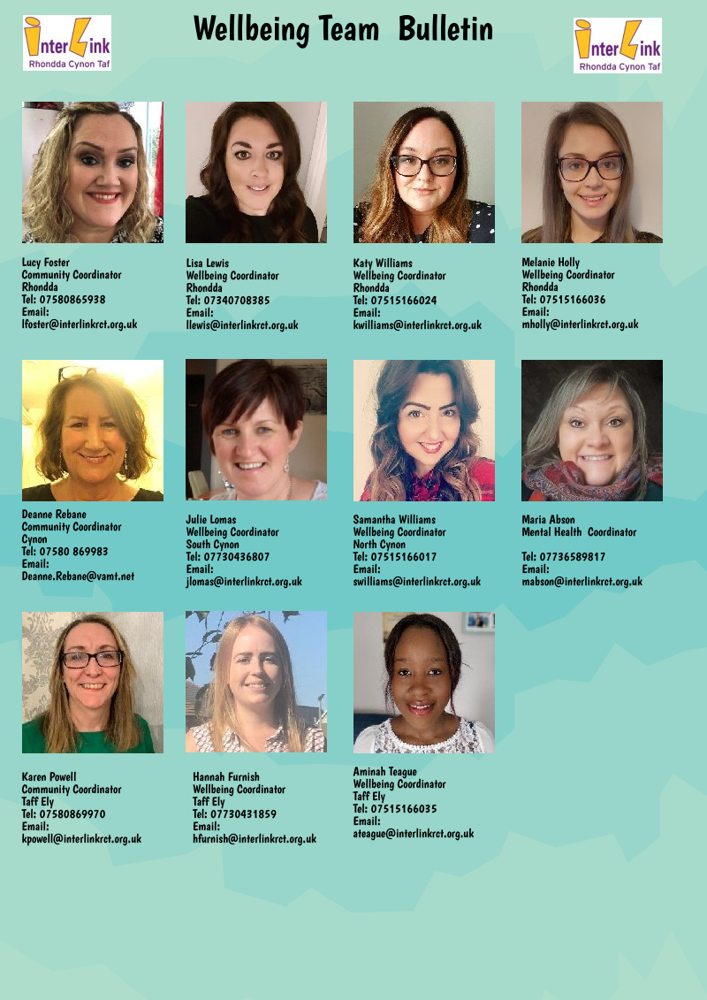 Wellbeing Team  Bulletin
InterLink
Rhondda Cynon Taf
InterLink
Rhondda Cynon Taf
Lucy Foster
Community Coordinator
Rhondda
Tel: 07580865938
Email:
lfoster@interlinkrct.org.uk
Lisa Lewis
Wellbeing Coordinator
Rhondda
Tel: 07340708385
Email:
llewis@interlinkrct.org.uk
Katy Williams
Wellbeing Coordinator
Rhondda
Tel: 07515166024
Email:
kwilliams@interlinkrct.org.uk
Melanie Holly
Wellbeing Coordinator
Rhondda
Tel: 07515166036
Email:
mholly@interlinkrct.org.uk
Deanne Rebane
Community Coordinator
Cynon
Tel: 07580 869983
Email:
Deanne.Rebane@vamt.net
Julie Lomas
Wellbeing Coordinator
South Cynon
Tel: 07730436807
Email:
jlomas@interlinkrct.org.uk
Samantha Williams
Wellbeing Coordinator
North Cynon
Tel: 07515166017
Email:
swilliams@interlinkrct.org.uk
Maria Abson
Mental Health  Coordinator
Tel: 07736589817
Email:
mabson@interlinkrct.org.uk
Karen Powell
Community Coordinator
Taff Ely
Tel: 07580869970
Email:
kpowell@interlinkrct.org.uk
Hannah Furnish
Wellbeing Coordinator
Taff Ely
Tel: 07730431859
Email:
hfurnish@interlinkrct.org.uk
Aminah Teague
Wellbeing Coordinator
Taff Ely
Tel: 07515166035
Email:
ateague@interlinkrct.org.uk